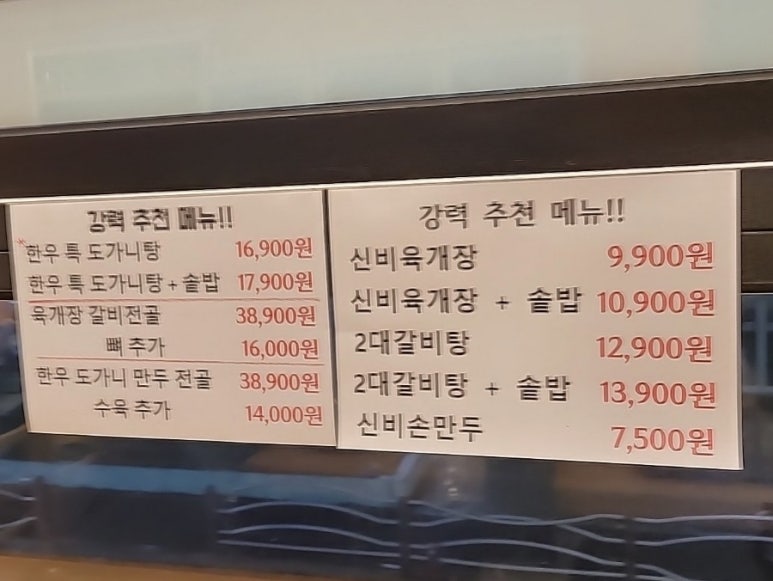 강력 추천 메뉴!!
*한우 특 도가니탕 16,900원
한우 특 도가니탕 + 솥밥 17,900원
육개장 갈비전골 38,900원
뼈 추가 16,000원
한우 도가니 만두 전골 38,900원
수육 추가 14,000원
강력 추천 메뉴!!
신비육개장 9,900원
신비육개장 + 솥밥 10,900원
2대갈비탕 12,900원
2대갈비탕 + 솥밥 13,900원
신비손만두 7,500원